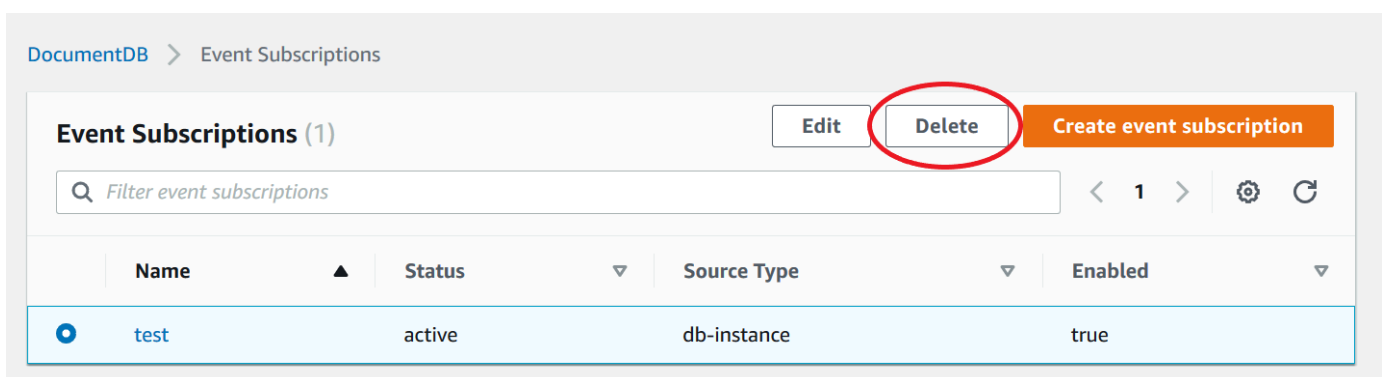 DocumentDB > Event Subscriptions
Event Subscriptions (1)
Edit
Delete
Create event subscription
Filter event subscriptions
1
Name Status Source Type Enabled
test active db-instance true